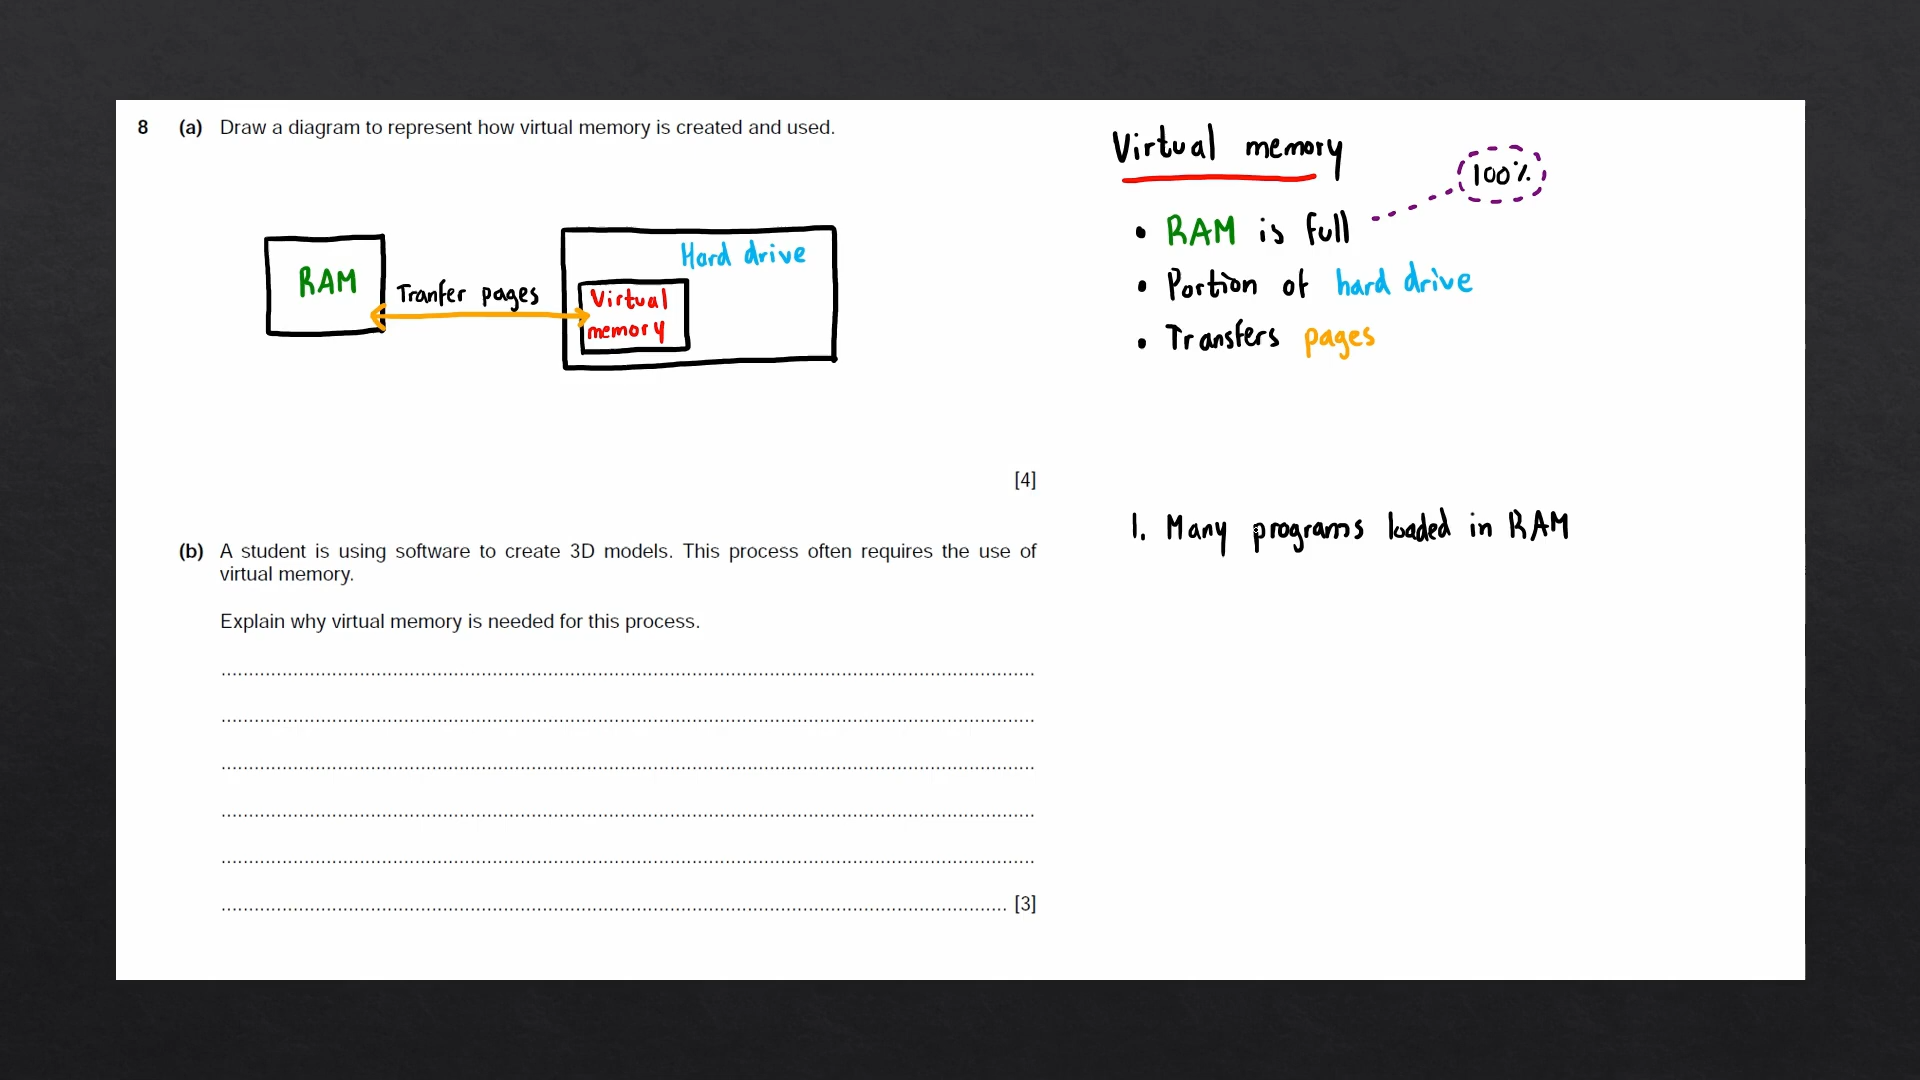 8 (a) Draw a diagram to represent how virtual memory is created and used.
RAM
Tranfer pages
Hard drive
Virtual
memory
[4]
(b) A student is using software to create 3D models. This process often requires the use of
virtual memory.
Explain why virtual memory is needed for this process.
[3]
Virtual memory
100%
• RAM is full
• Portion of hard drive
• Transfers pages
1. Many programs loaded in RAM